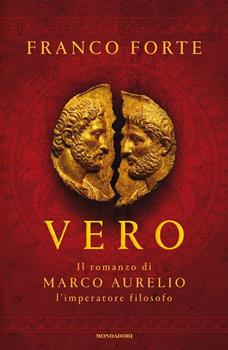 FRANCO FORTE
VERO
Il romanzo di
MARCO AURELIO
l'imperatore filosofo
MONDADORI